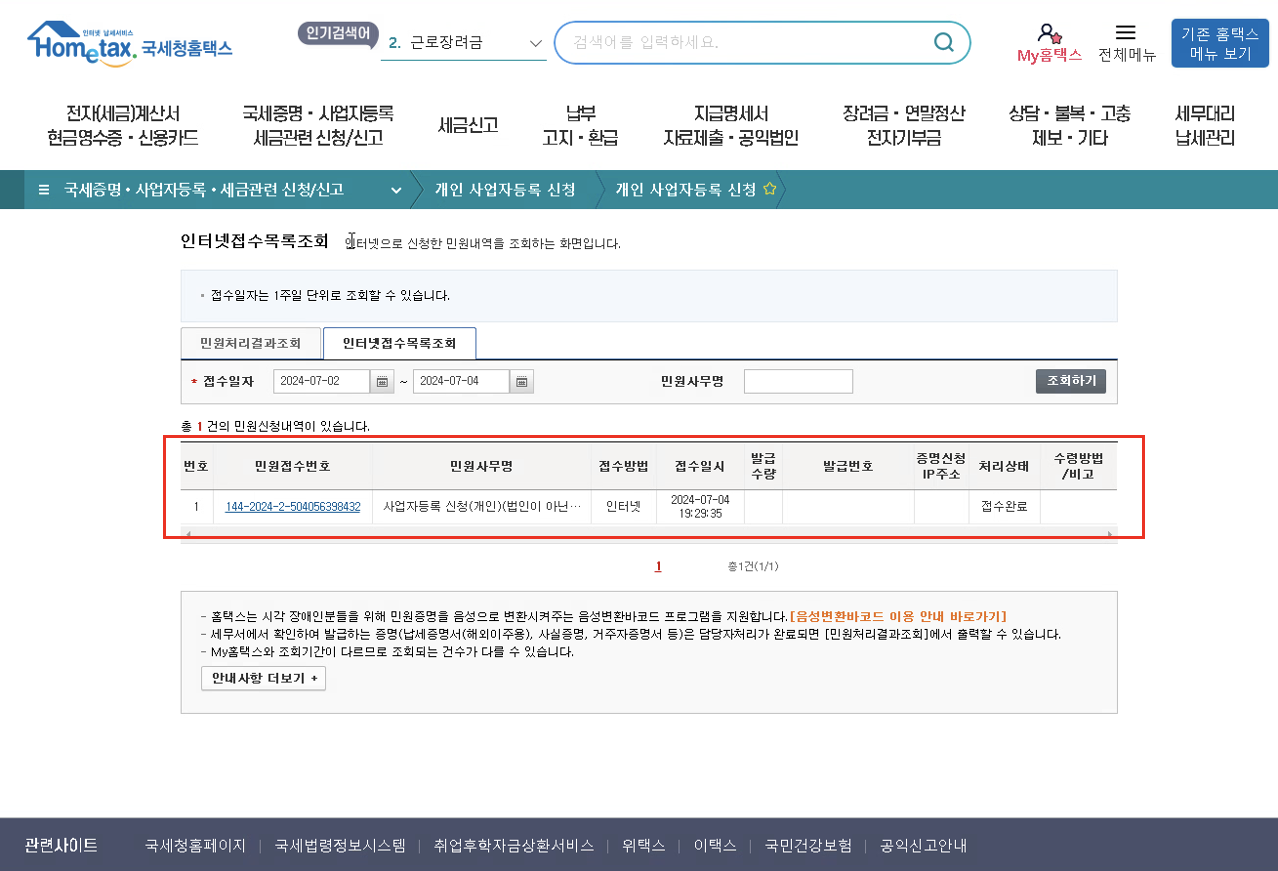 인터넷 납세서비스
Hometax. 국세청홈택스
인기검색어
2. 근로장려금
검색어를 입력하세요.
My홈택스
전체메뉴
기존 홈택스
메뉴 보기
전자(세금)계산서
현금영수증・신용카드
국세증명・사업자등록
세금관련 신청/신고
세금신고
납부
고지・환급
지급명세서
자료제출・공익법인
장려금・연말정산
전자기부금
상담・불복・고충
제보・기타
세무대리
납세관리
국세증명•사업자등록•세금관련 신청/신고
개인 사업자등록 신청
개인 사업자등록 신청
인터넷접수목록조회 인터넷으로 신청한 민원내역을 조회하는 화면입니다.
접수일자는 1주일 단위로 조회할 수 있습니다.
민원처리결과조회 인터넷접수목록조회
* 접수일자 2024-07-02 ~ 2024-07-04 민원사무명 조회하기
총 1 건의 민원신청내역이 있습니다.
번호 민원접수번호 민원사무명 접수방법 접수일시 발급 수량 발급번호 증명신청 IP주소 처리상태 수령방법 /비고
1 144-2024-2-504056398432 사업자등록 신청(개인)(법인이 아닌… 인터넷 2024-07-04 19:29:35 접수완료
1 총1건(1/1)
- 홈택스는 시각 장애인분들을 위해 민원증명을 음성으로 변환시켜주는 음성변환바코드 프로그램을 지원합니다.[음성변환바코드 이용 안내 바로가기]
- 세무서에서 확인하여 발급하는 증명(납세증명서(해외이주용), 사실증명, 거주자증명서 등)은 담당자처리가 완료되면 [민원처리결과조회]에서 출력할 수 있습니다.
- My홈택스와 조회기간이 다르므로 조회되는 건수가 다를 수 있습니다.
안내사항 더보기 +
관련사이트 국세청홈페이지 | 국세법령정보시스템 | 취업후학자금상환서비스 | 위택스 | 이택스 | 국민건강보험 | 공익신고안내